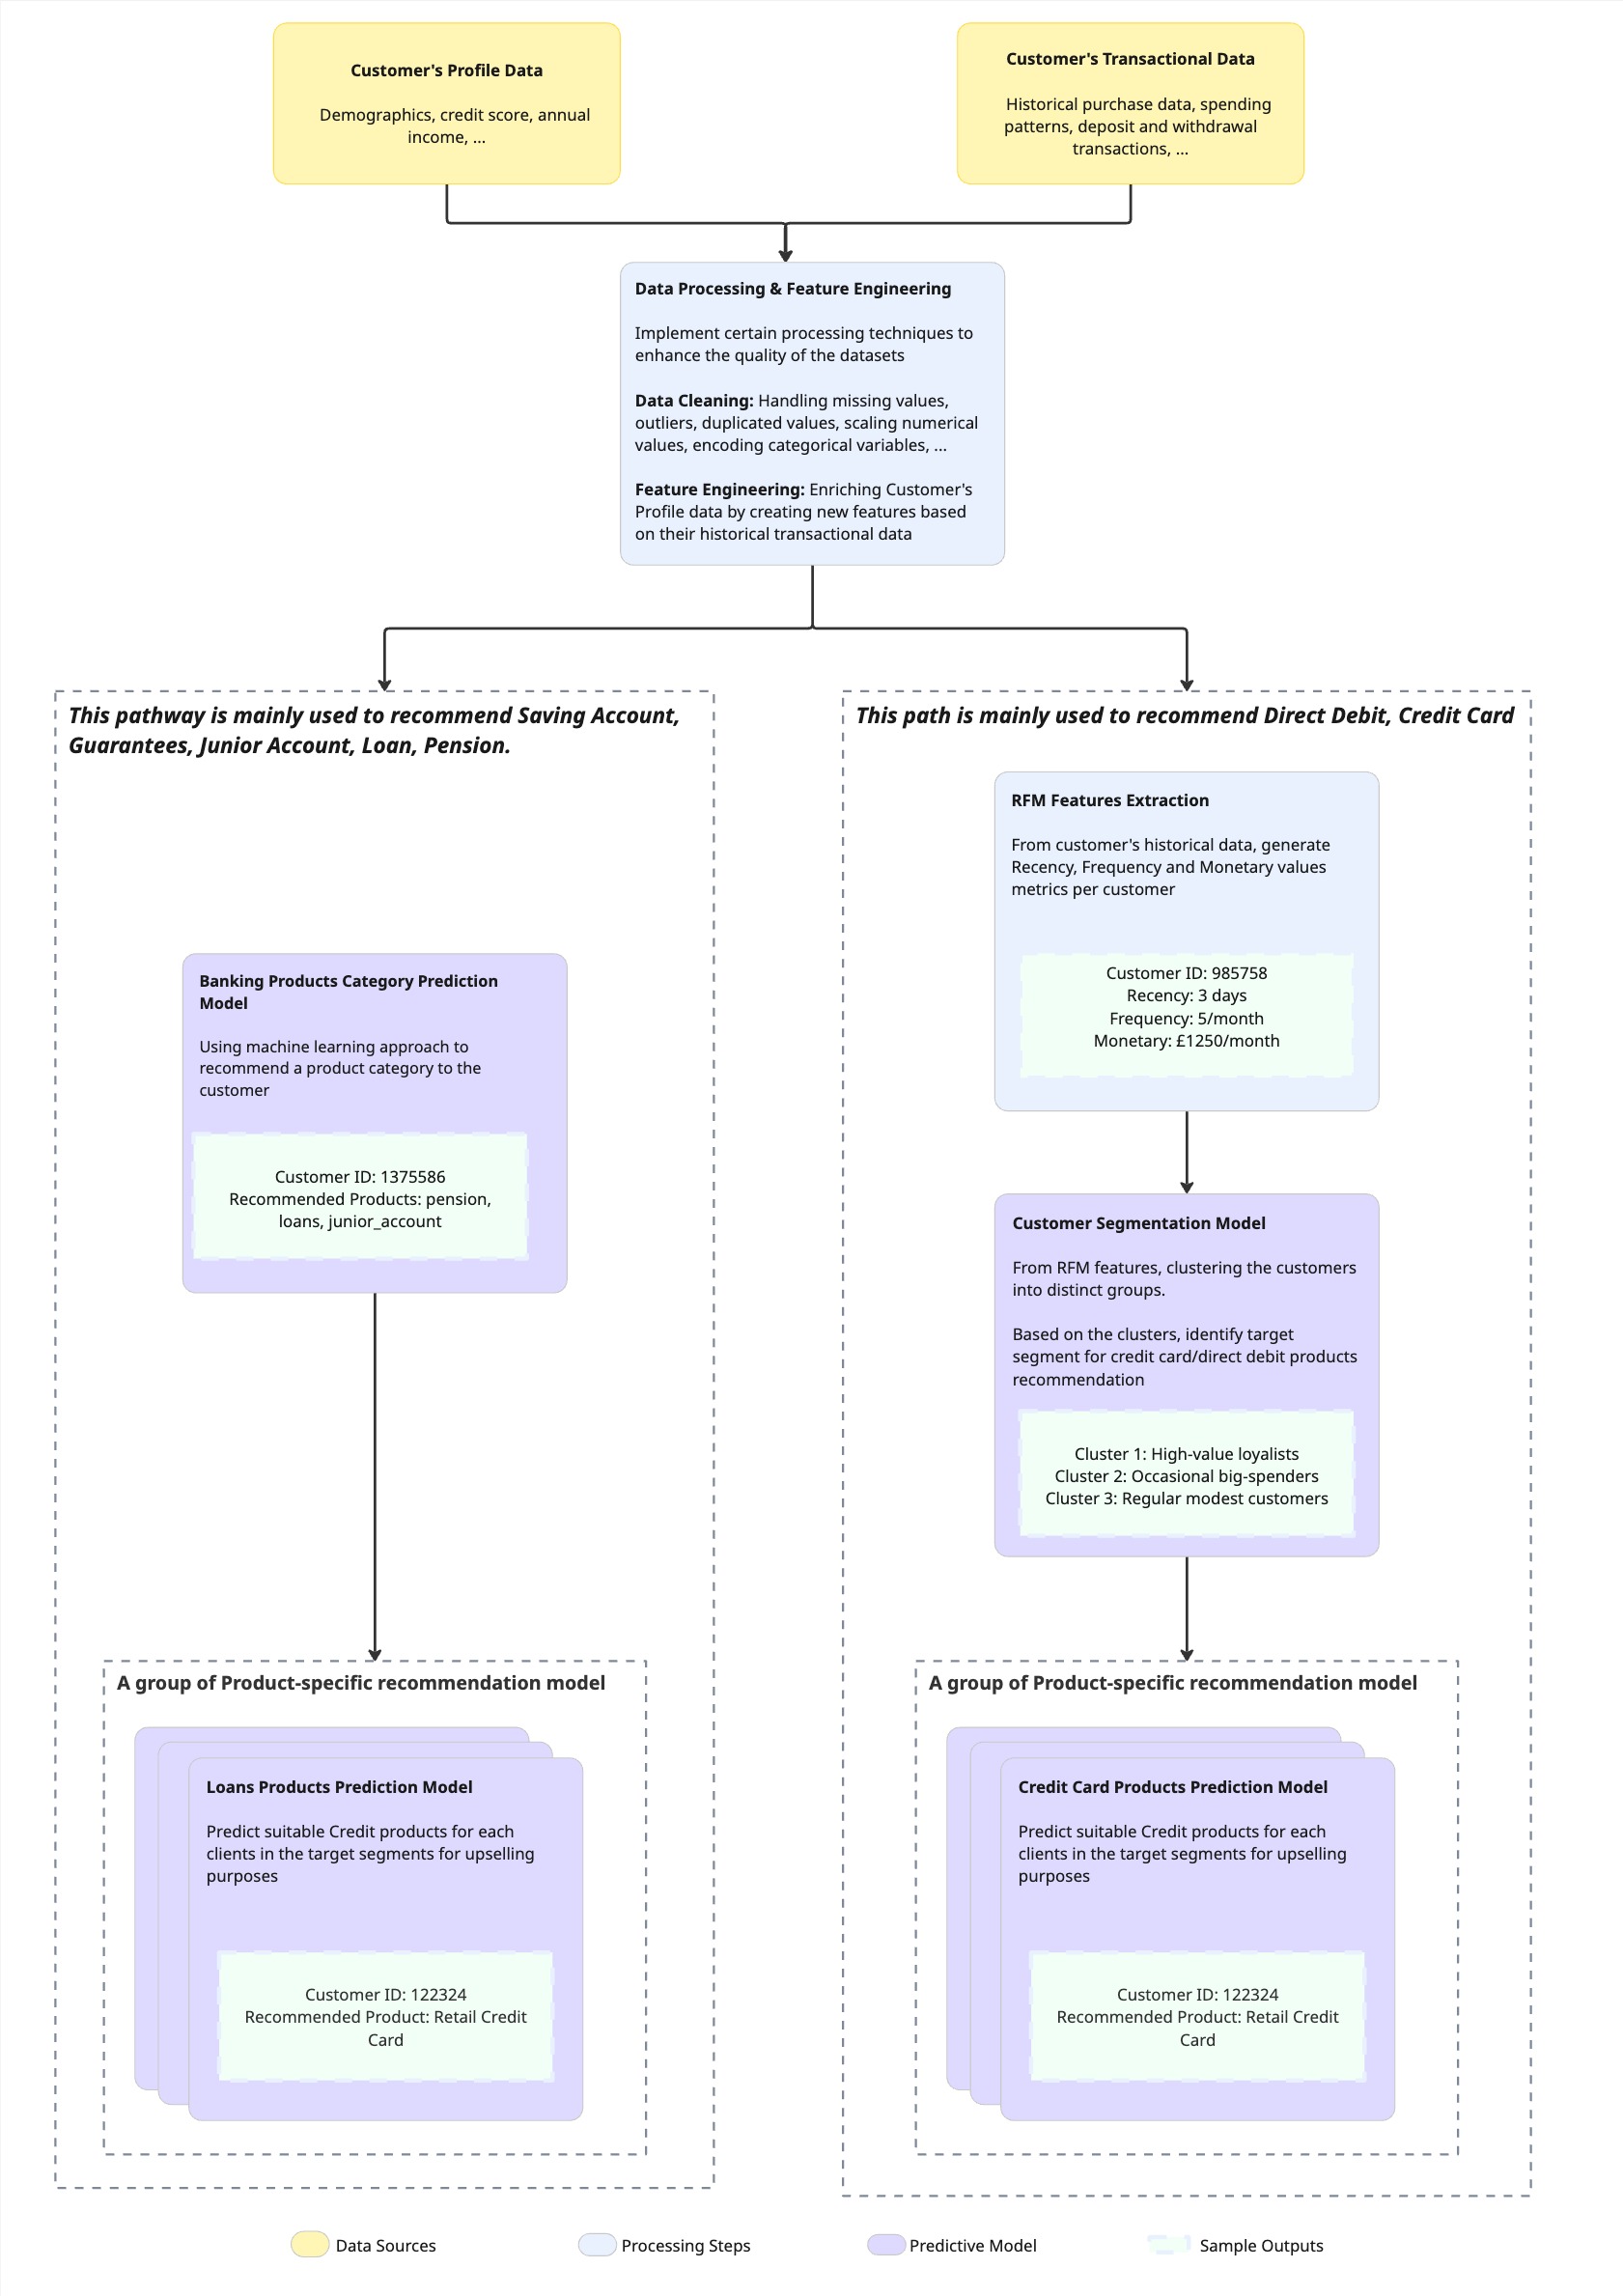 Customer's Profile Data
Demographics, credit score, annual
income, ...
Customer's Transactional Data
Historical purchase data, spending
patterns, deposit and withdrawal
transactions, ...
Data Processing & Feature Engineering
Implement certain processing techniques to
enhance the quality of the datasets
Data Cleaning: Handling missing values,
outliers, duplicated values, scaling numerical
values, encoding categorical variables, ...
Feature Engineering: Enriching Customer's
Profile data by creating new features based
on their historical transactional data
This pathway is mainly used to recommend Saving Account,
Guarantees, Junior Account, Loan, Pension.
Banking Products Category Prediction
Model
Using machine learning approach to
recommend a product category to the
customer
Customer ID: 1375586
Recommended Products: pension,
loans, junior_account
A group of Product-specific recommendation model
Loans Products Prediction Model
Predict suitable Credit products for each
clients in the target segments for upselling
purposes
Customer ID: 122324
Recommended Product: Retail Credit
Card
This path is mainly used to recommend Direct Debit, Credit Card
RFM Features Extraction
From customer's historical data, generate
Recency, Frequency and Monetary values
metrics per customer
Customer ID: 985758
Recency: 3 days
Frequency: 5/month
Monetary: £1250/month
Customer Segmentation Model
From RFM features, clustering the customers
into distinct groups.
Based on the clusters, identify target
segment for credit card/direct debit products
recommendation
Cluster 1: High-value loyalists
Cluster 2: Occasional big-spenders
Cluster 3: Regular modest customers
A group of Product-specific recommendation model
Credit Card Products Prediction Model
Predict suitable Credit products for each
clients in the target segments for upselling
purposes
Customer ID: 122324
Recommended Product: Retail Credit
Card
Data Sources
Processing Steps
Predictive Model
Sample Outputs